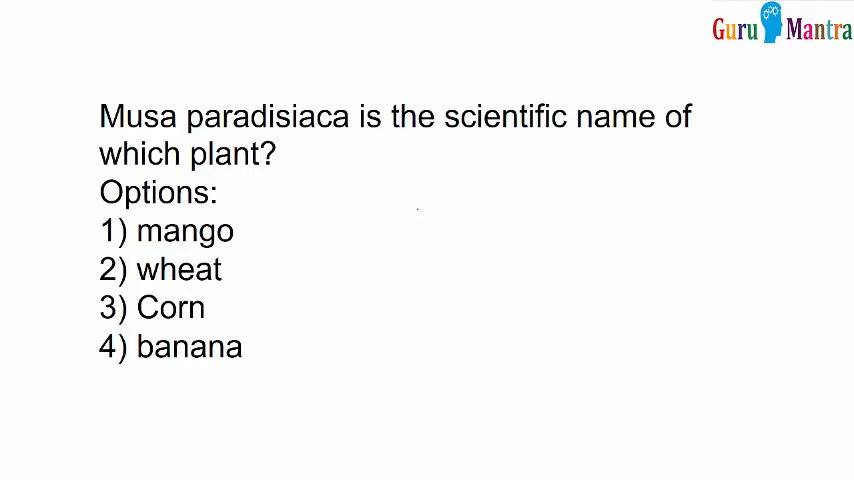 Guru Mantra
Musa paradisiaca is the scientific name of
which plant?
Options:
1) mango
2) wheat
3) Corn
4) banana